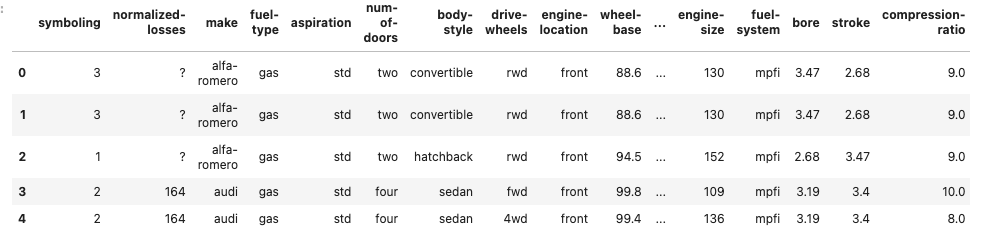 :
symboling normalized-losses make fuel-type aspiration num-of-doors body-style drive-wheels engine-location wheel-base ... engine-size fuel-system bore stroke compression-ratio
0 3 ? alfa-romero gas std two convertible rwd front 88.6 ... 130 mpfi 3.47 2.68 9.0
1 3 ? alfa-romero gas std two convertible rwd front 88.6 ... 130 mpfi 3.47 2.68 9.0
2 1 ? alfa-romero gas std two hatchback rwd front 94.5 ... 152 mpfi 2.68 3.47 9.0
3 2 164 audi gas std four sedan fwd front 99.8 ... 109 mpfi 3.19 3.4 10.0
4 2 164 audi gas std four sedan 4wd front 99.4 ... 136 mpfi 3.19 3.4 8.0